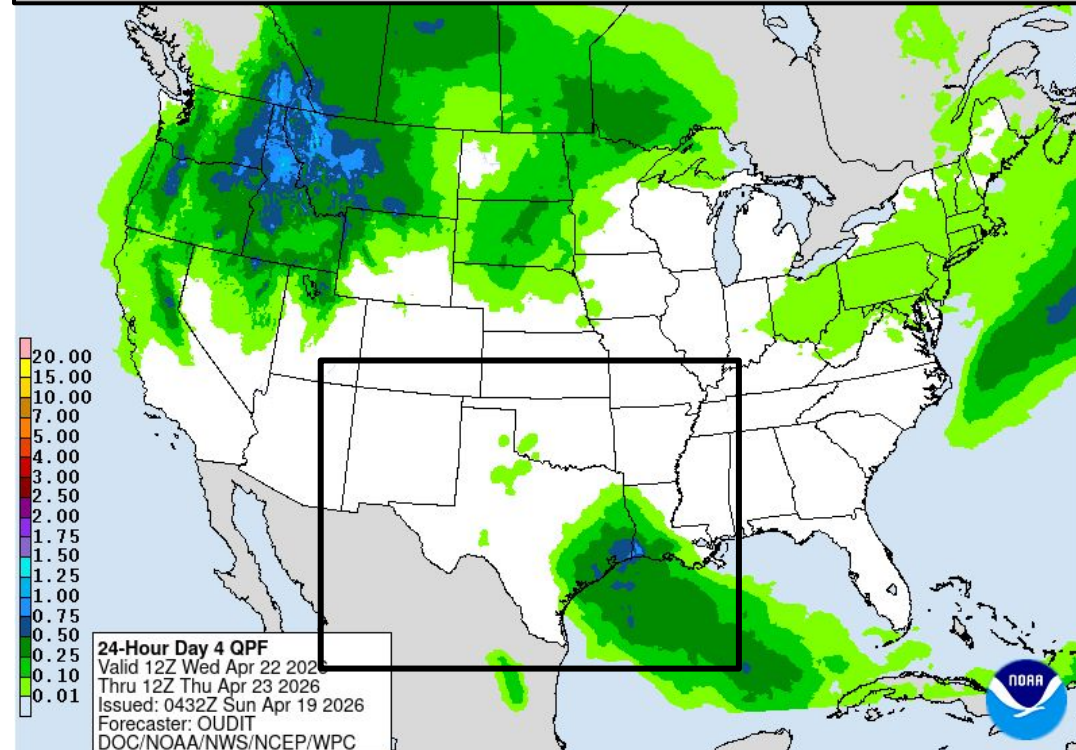 20.00
15.00
10.00
7.00
5.00
4.00
3.00
2.50
2.00
1.75
1.50
1.25
1.00
0.75
0.50
0.25
0.10
0.01
24-Hour Day 4 QPF
Valid 12Z Wed Apr 22 2026
Thru 12Z Thu Apr 23 2026
Issued: 0432Z Sun Apr 19 2026
Forecaster: OUDIT
DOC/NOAA/NWS/NCEP/WPC
NOAA